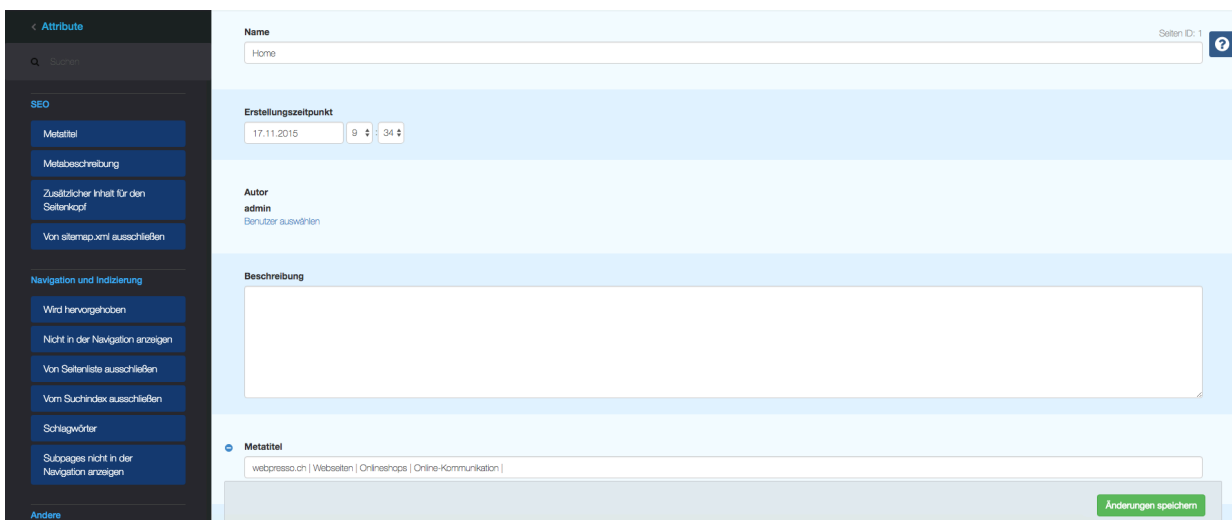 Attribute
Suchen
SEO
Metatitel
Metabeschreibung
Zusätzlicher Inhalt für den
Seitenkopf
Von sitemap.xml ausschließen
Navigation und Indizierung
Wird hervorgehoben
Nicht in der Navigation anzeigen
Von Seitenliste ausschließen
Vom Suchindex ausschließen
Schlagwörter
Subpages nicht in der
Navigation anzeigen
Andere
Name
Seiten ID: 1
Home
Erstellungszeitpunkt
17.11.2015 9 : 34
Autor
admin
Benutzer auswählen
Beschreibung
Metatitel
webpresso.ch | Webseiten | Onlineshops | Online-Kommunikation |
Änderungen speichern